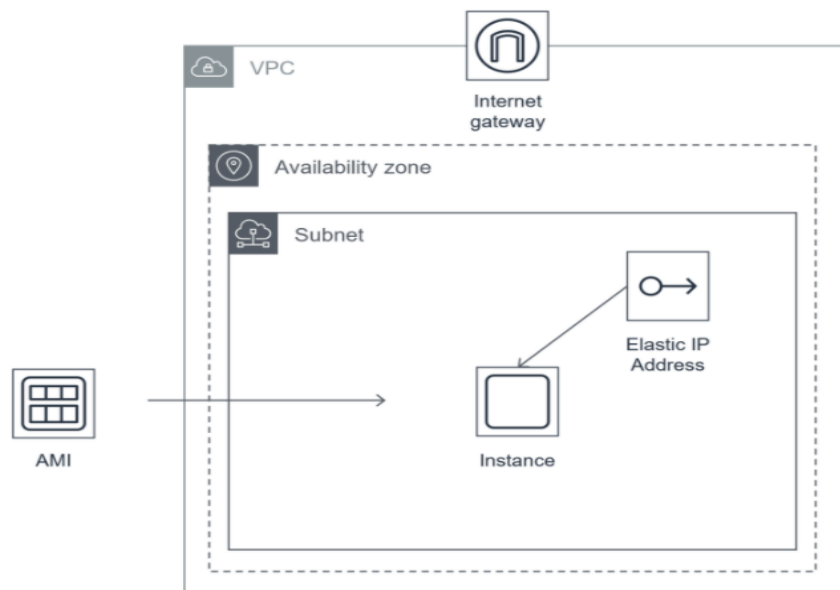 VPC
Internet
gateway
Availability zone
Subnet
Elastic IP
Address
AMI
Instance